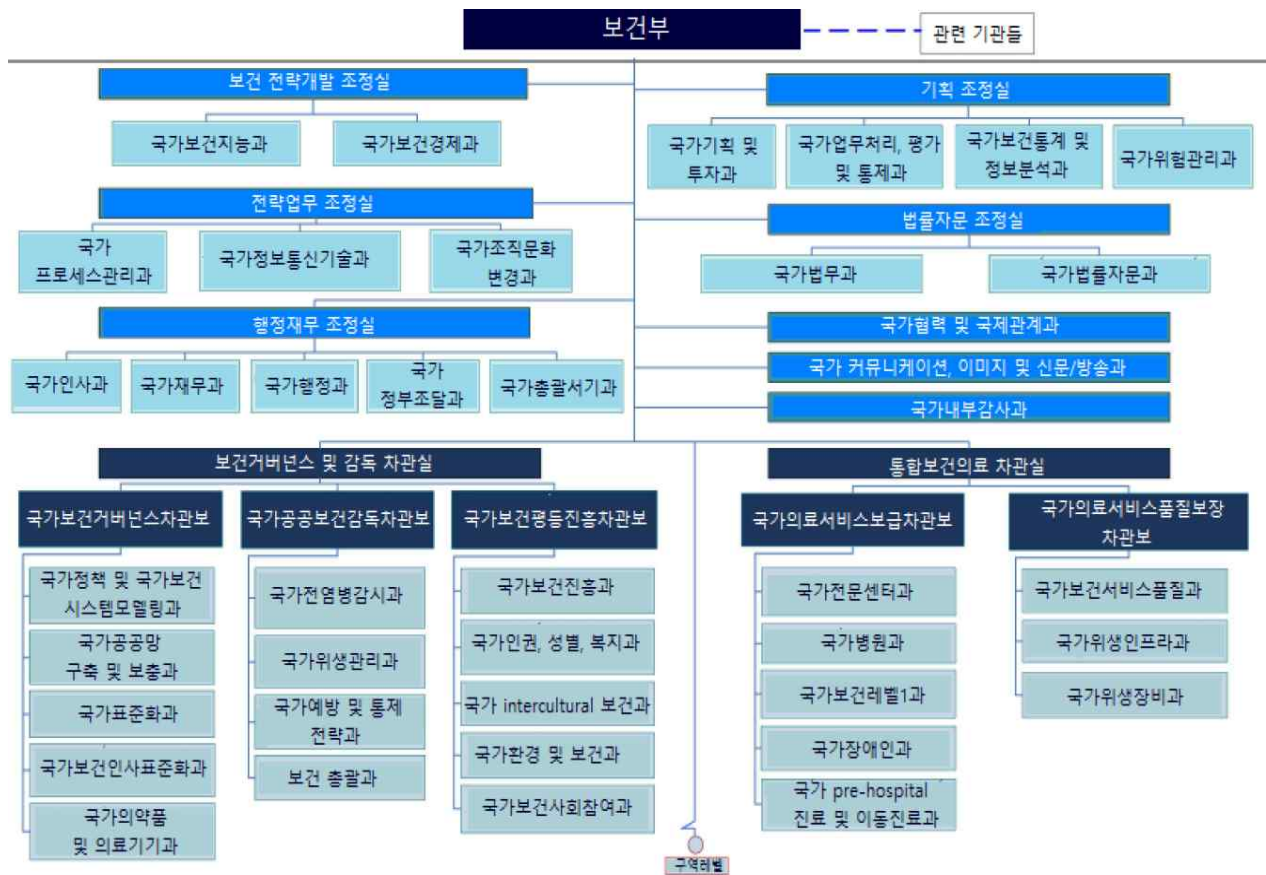 보건부
관련 기관들
보건 전략개발 조정실
국가보건지능과
국가보건경제과
기획 조정실
국가기획 및
투자과
국가업무처리, 평가
및 통제과
국가보건통계 및
정보분석과
국가위험관리과
전략업무 조정실
국가
프로세스관리과
국가정보통신기술과
국가조직문화
변경과
법률자문 조정실
국가법무과
국가법률자문과
행정재무 조정실
국가인사과
국가재무과
국가행정과
국가
정부조달과
국가총괄서기과
국가협력 및 국제관계과
국가 커뮤니케이션, 이미지 및 신문/방송과
국가내부감사과
보건거버넌스 및 감독 차관실
국가보건거버넌스차관보
국가정책 및 국가보건
시스템모델링과
국가공공망
구축 및 보충과
국가표준화과
국가보건인사표준화과
국가의약품
및 의료기기과
국가공공보건감독차관보
국가전염병감시과
국가위생관리과
국가예방 및 통제
전략과
보건 총괄과
국가보건평등진흥차관보
국가보건진흥과
국가인권, 성별, 복지과
국가 intercultural 보건과
국가환경 및 보건과
국가보건사회참여과
통합보건의료 차관실
국가의료서비스보급차관보
국가전문센터과
국가병원과
국가보건레벨1과
국가장애인과
국가 pre-hospital
진료 및 이동진료과
국가의료서비스품질보장
차관보
국가보건서비스품질과
국가위생인프라과
국가위생장비과
구역레벨